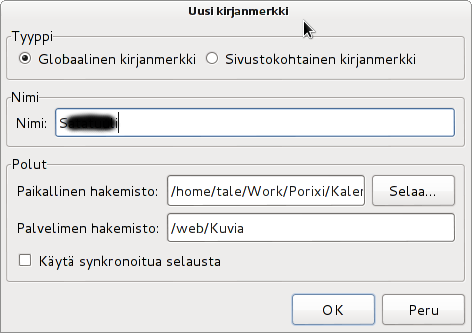 Uusi kirjanmerkki
Tyyppi
Globaalinen kirjanmerkki Sivustokohtainen kirjanmerkki
Nimi
Nimi:
Polut
Paikallinen hakemisto: /home/tale/Work/Porixi/Kaler Selaa...
Palvelimen hakemisto: /web/Kuvia
Käytä synkronoitua selausta
OK Peru